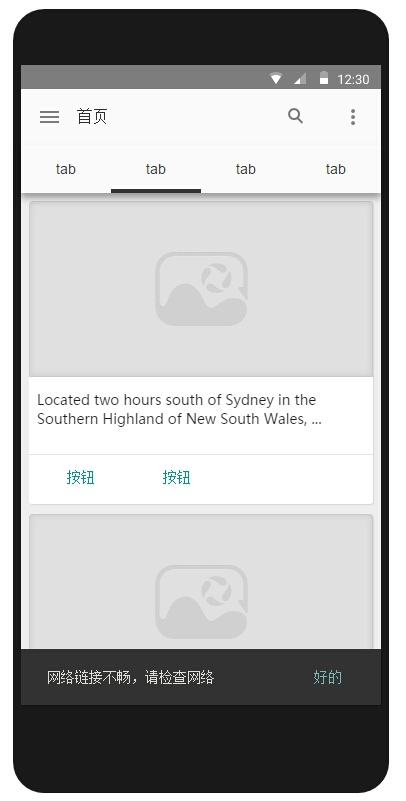 12:30
首页
tab
tab
tab
tab
Located two hours south of Sydney in the
Southern Highland of New South Wales, ...
按钮
按钮
网络链接不畅，请检查网络
好的